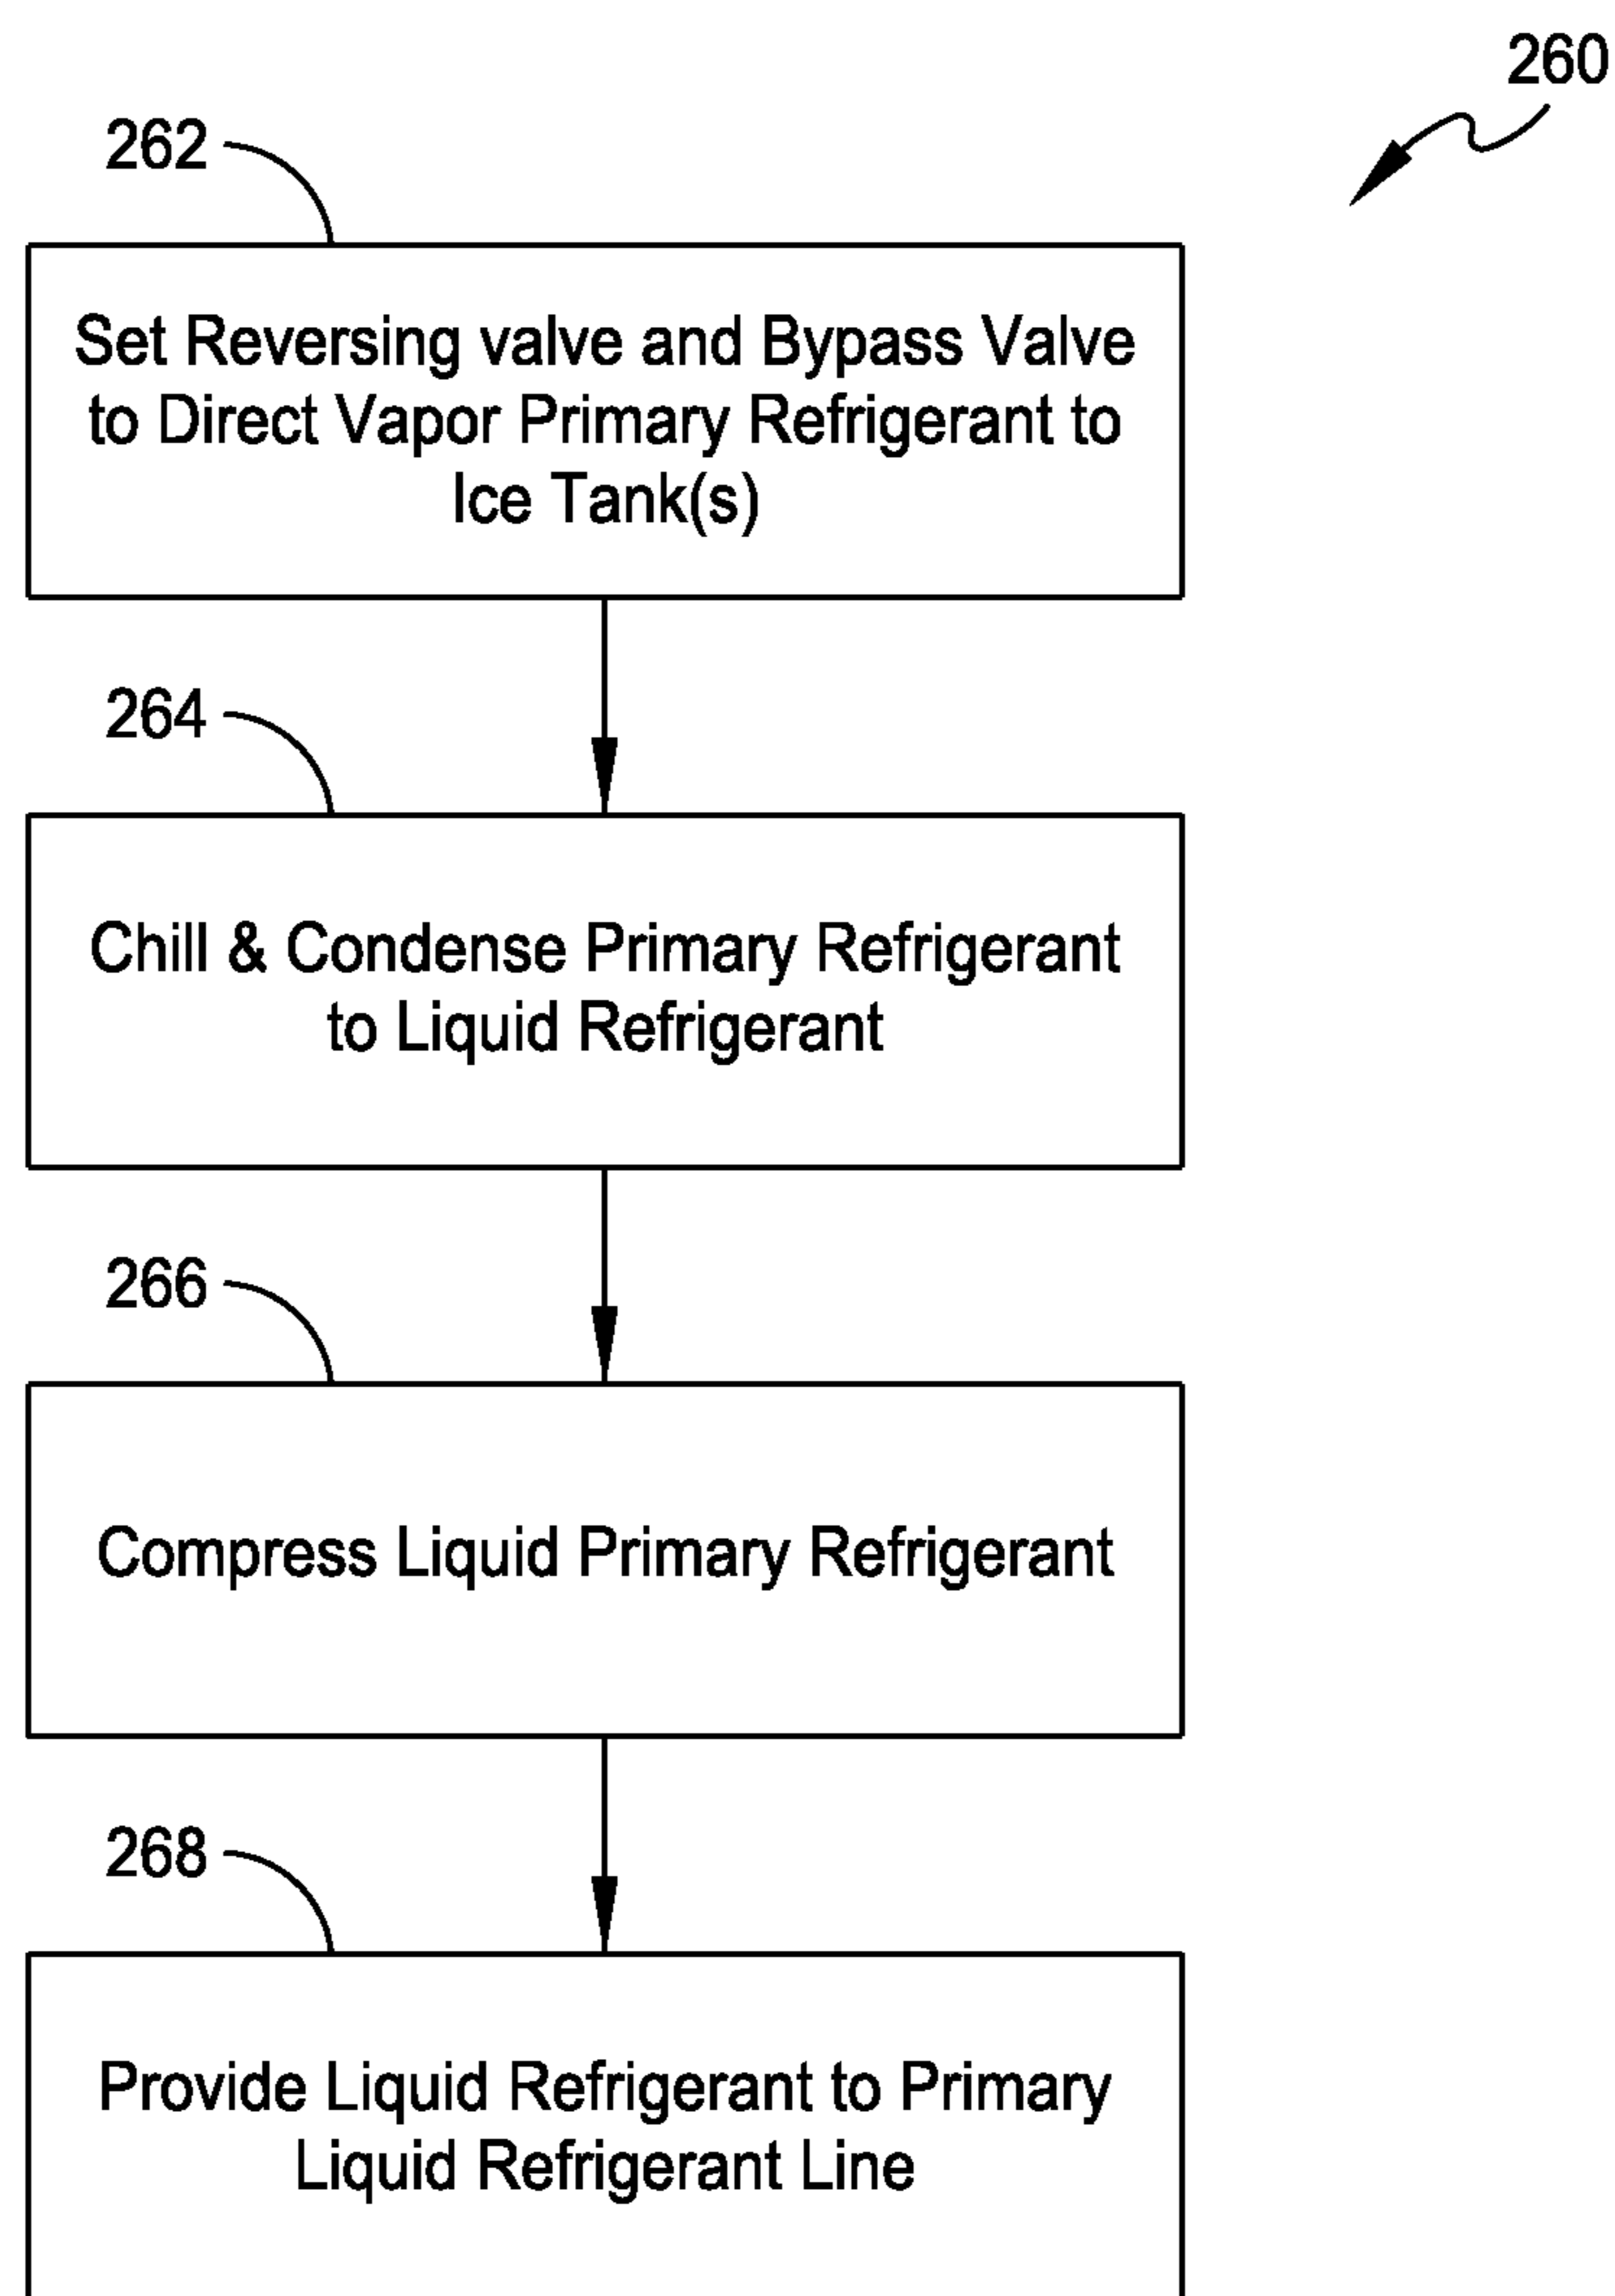 260
262
Set Reversing valve and Bypass Valve
to Direct Vapor Primary Refrigerant to
Ice Tank(s)
264
Chill & Condense Primary Refrigerant
to Liquid Refrigerant
266
Compress Liquid Primary Refrigerant
268
Provide Liquid Refrigerant to Primary
Liquid Refrigerant Line